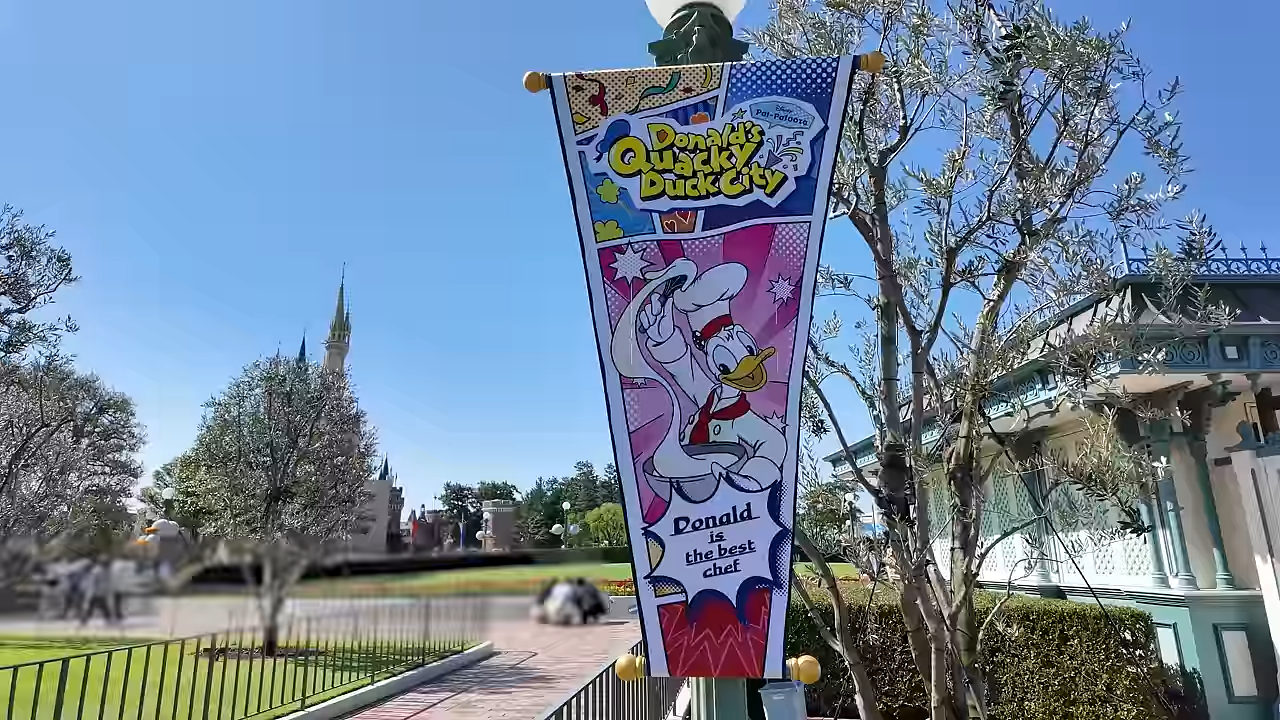 Disney
Pal-Palooza
Donald's
Quacky
Duck City
Donald
is
the best
chef